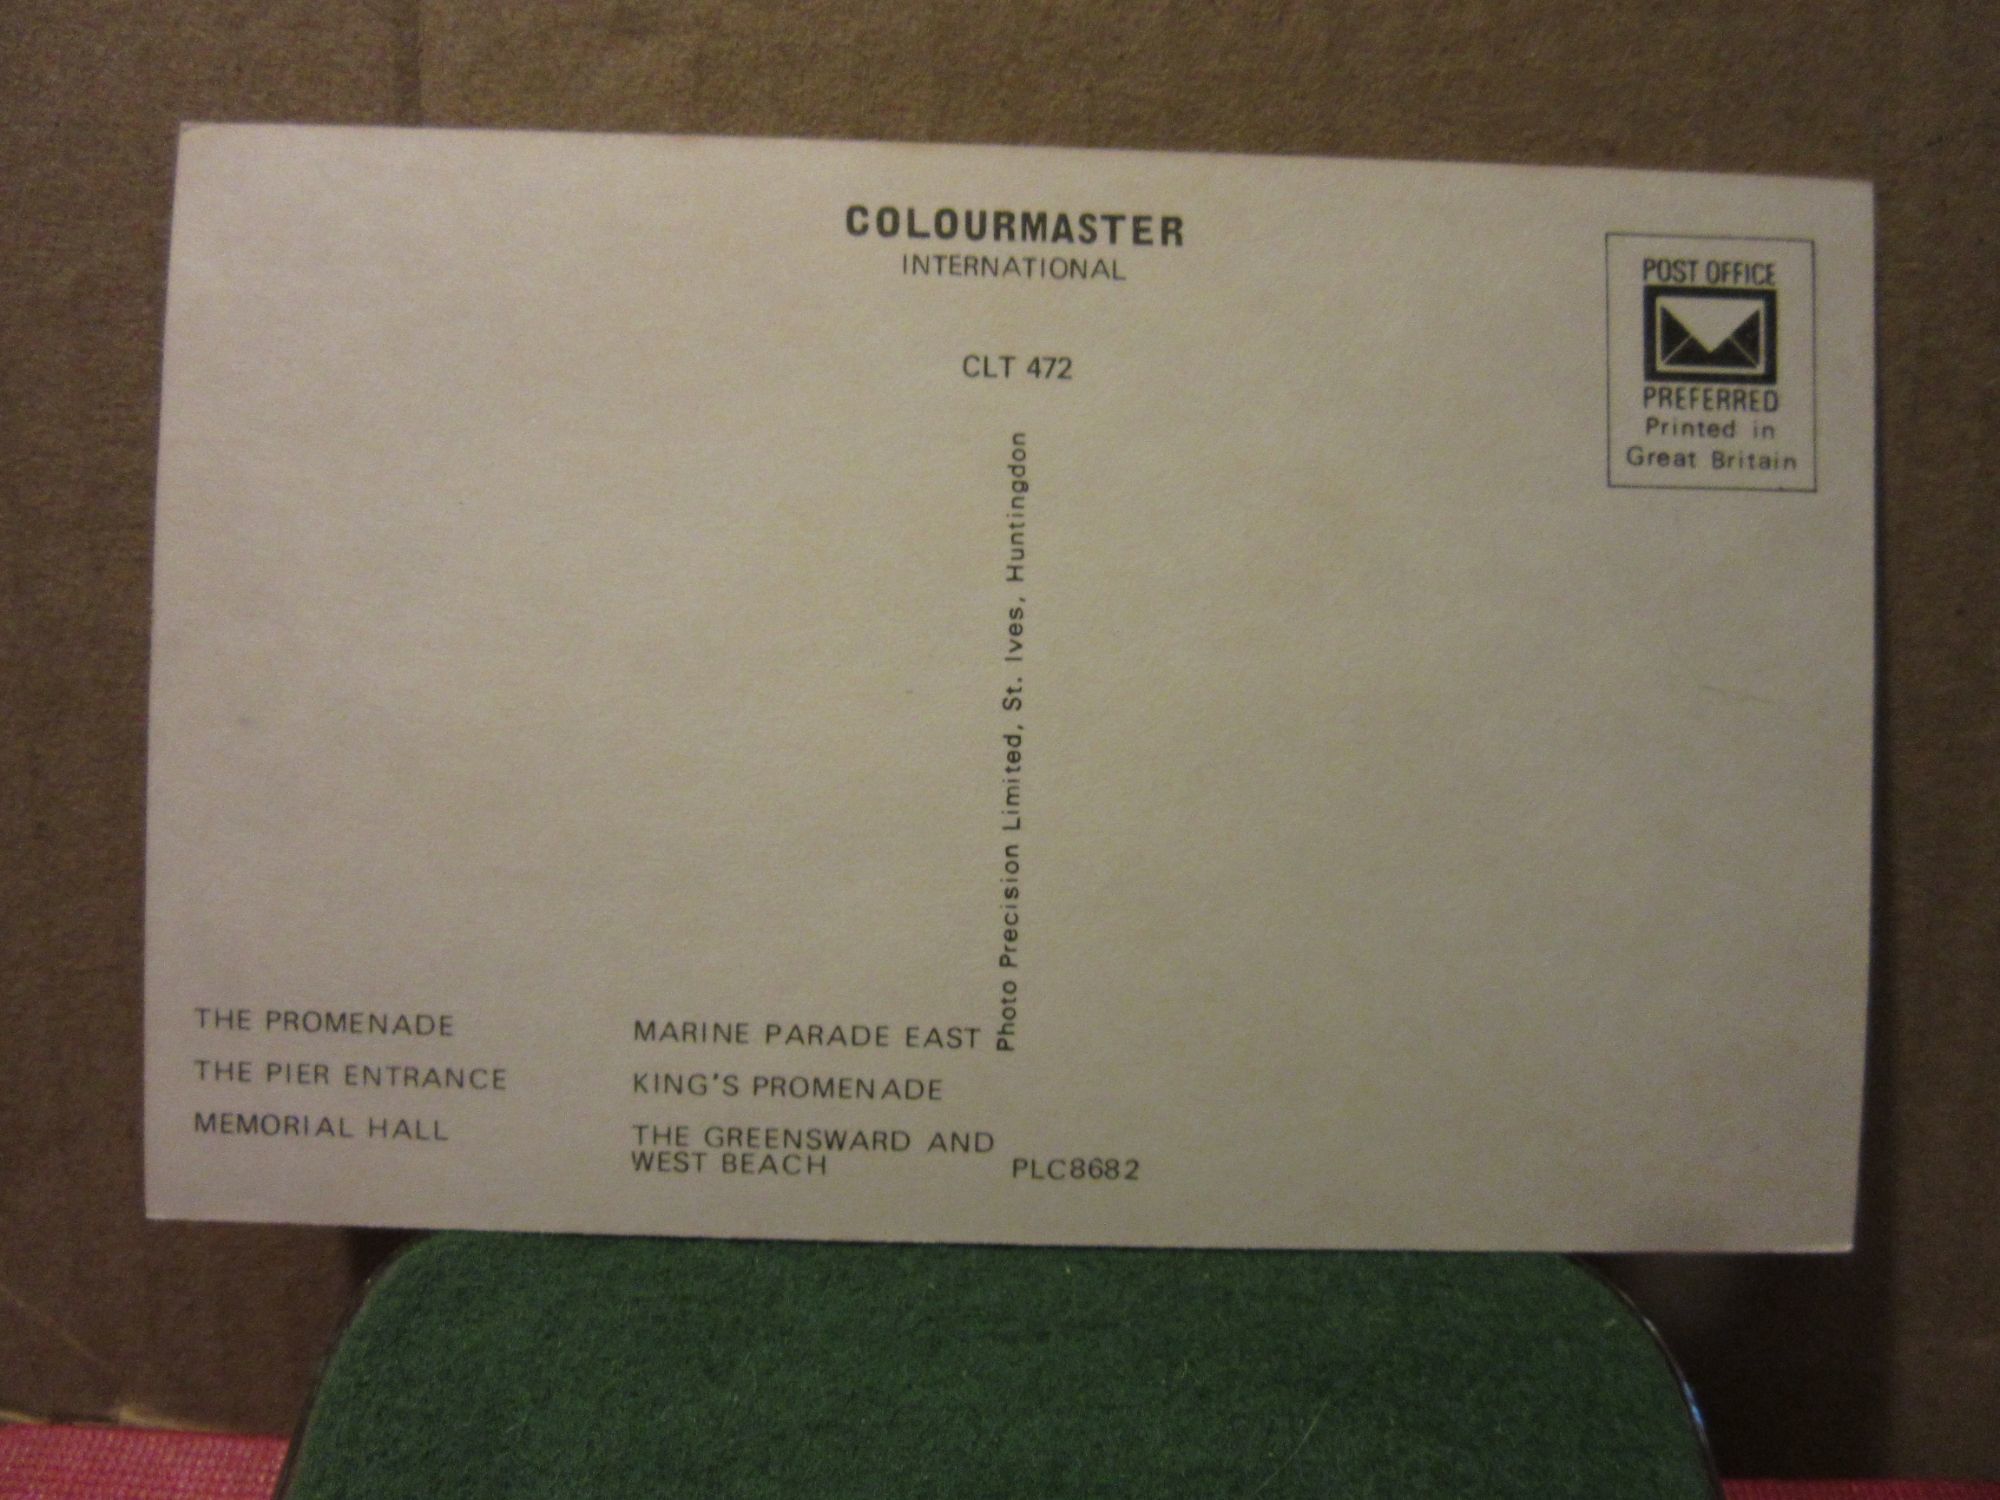 COLOURMASTER
INTERNATIONAL
CLT 472
POST OFFICE
PREFERRED
Printed in
Great Britain
Photo Precision Limited, St. Ives, Huntingdon
THE PROMENADE
THE PIER ENTRANCE
MEMORIAL HALL
MARINE PARADE EAST
KING'S PROMENADE
THE GREENSWARD AND
WEST BEACH
PLC8682